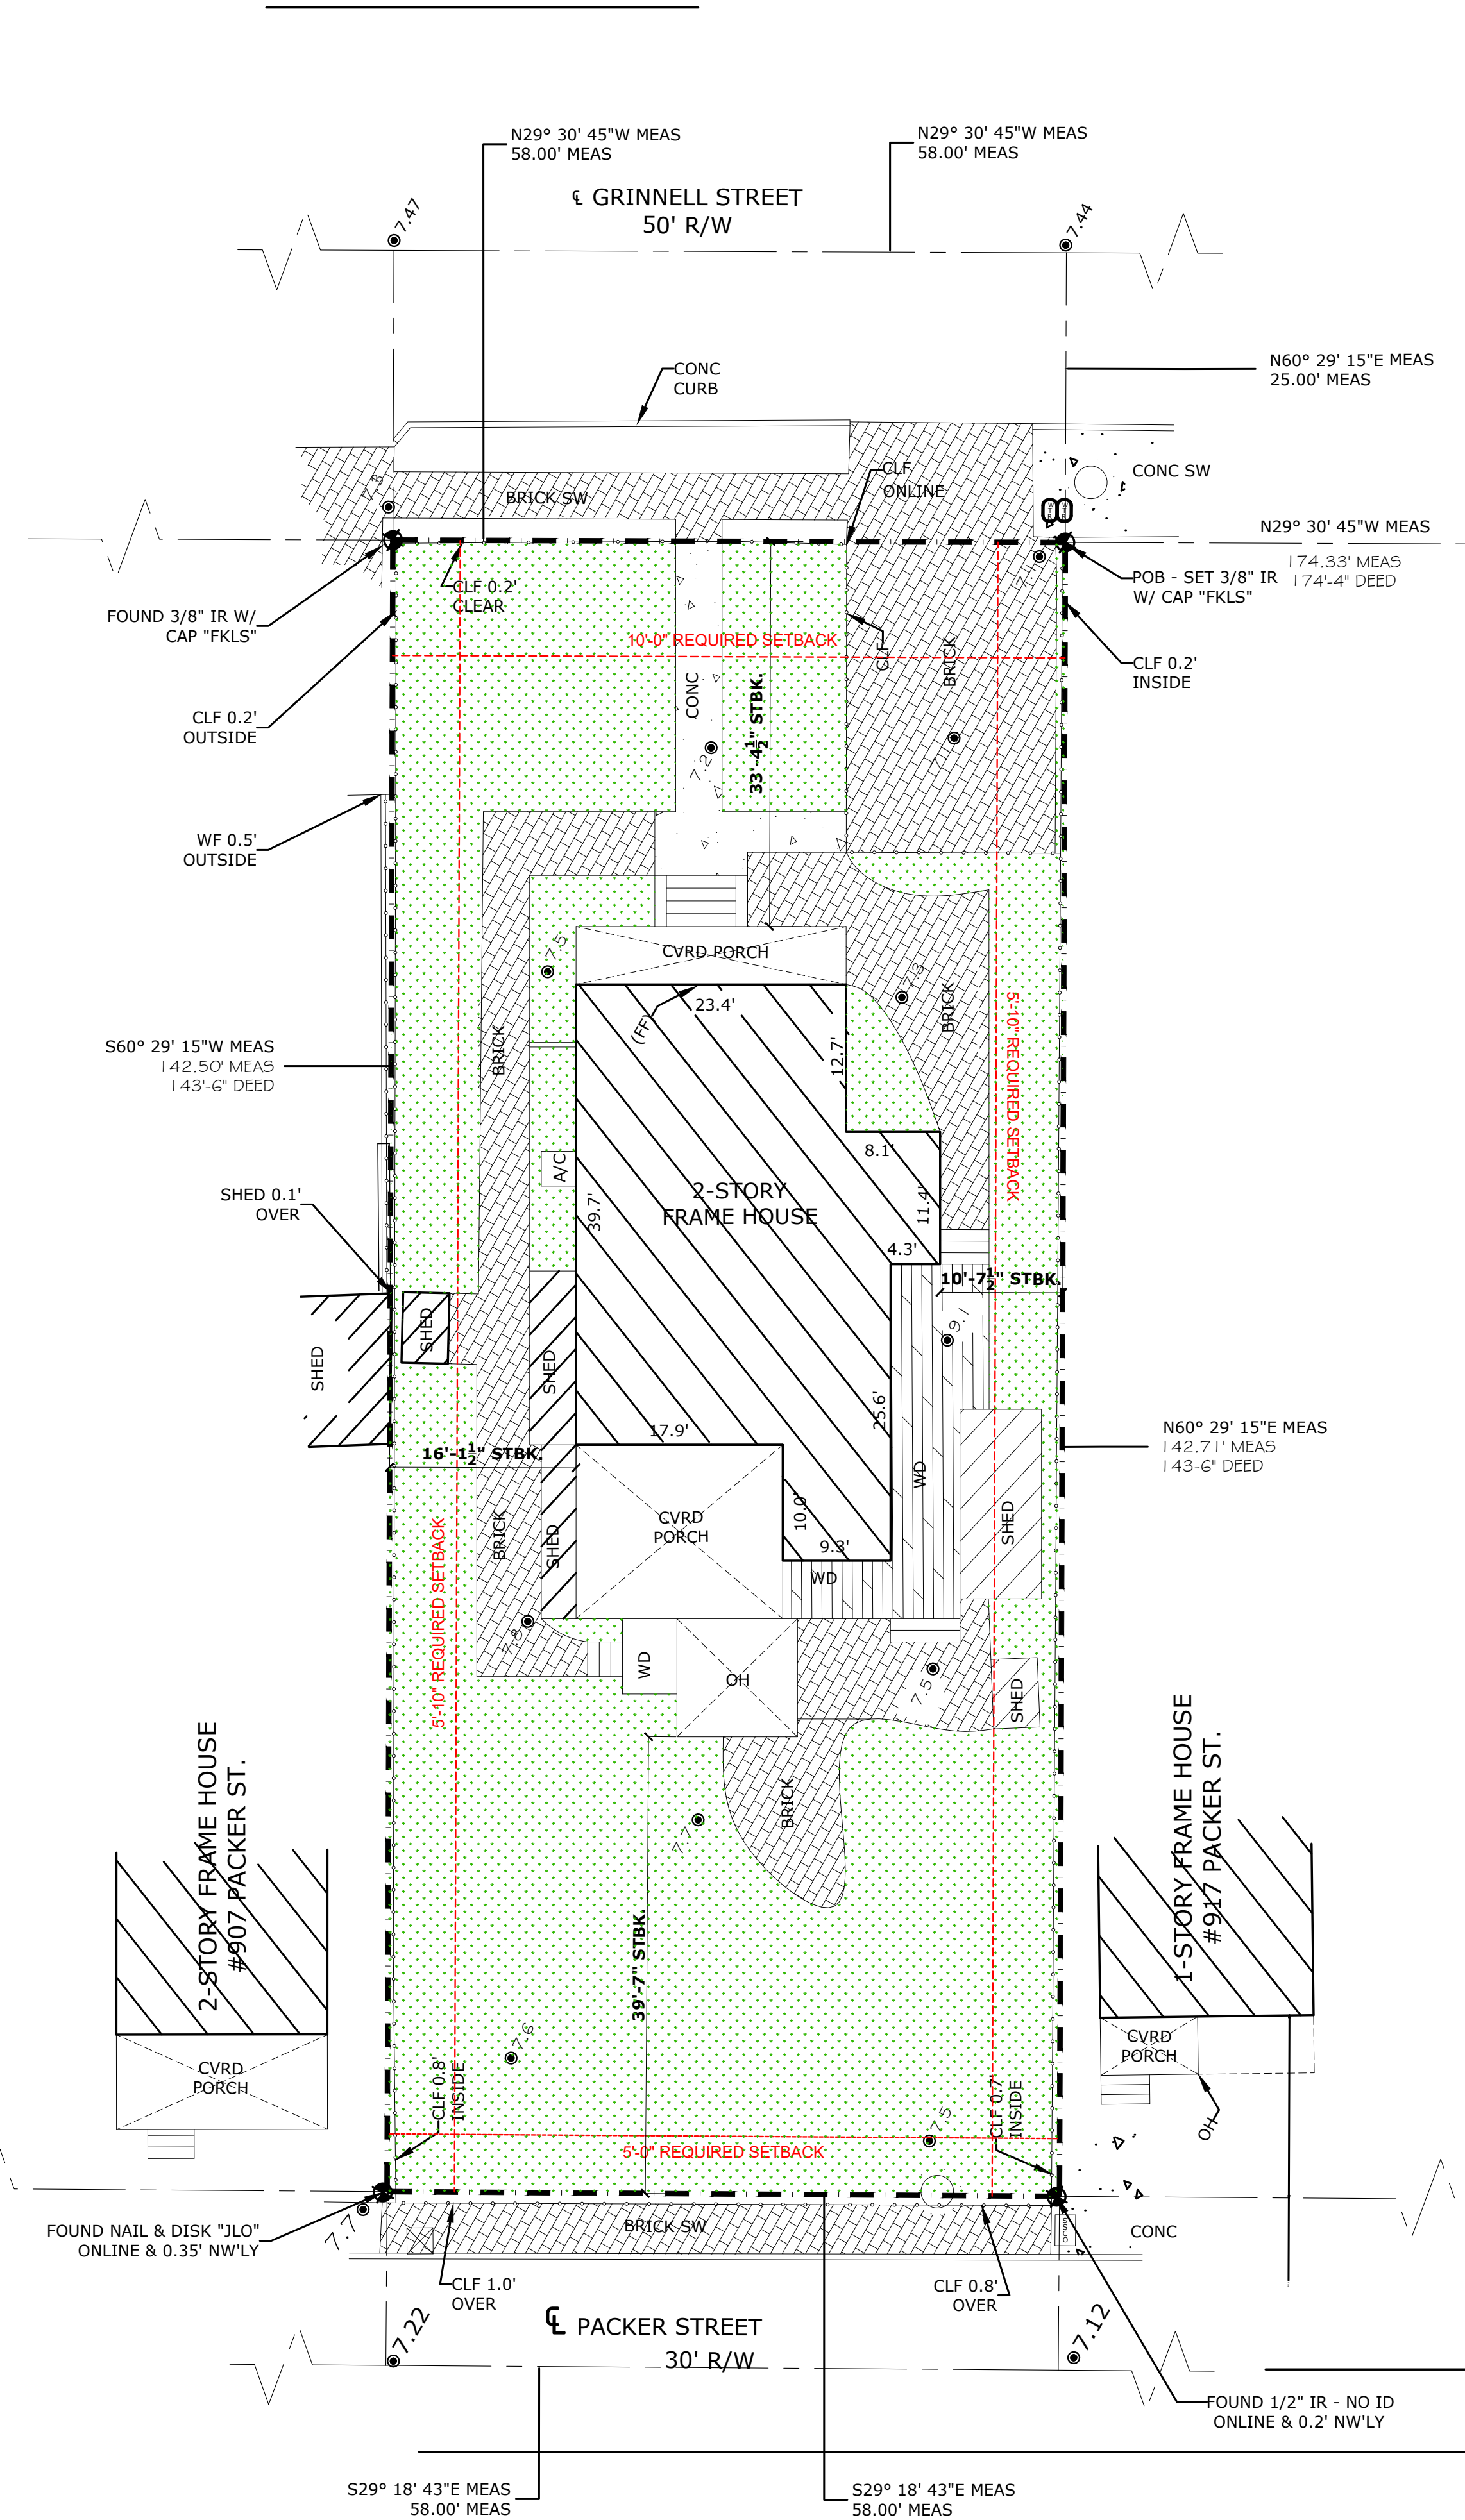 N29° 30' 45"W MEAS
58.00' MEAS
N29° 30' 45"W MEAS
58.00' MEAS
℄ GRINNELL STREET
50' R/W
7.47
7.44
N60° 29' 15"E MEAS
25.00' MEAS
CONC
CURB
CLF
ONLINE
CONC SW
7.3
BRICK SW
N29° 30' 45"W MEAS
174.33' MEAS
174'-4" DEED
POB - SET 3/8" IR
W/ CAP "FKLS"
CLF 0.2'
CLEAR
FOUND 3/8" IR W/
CAP "FKLS"
10'-0" REQUIRED SETBACK
CLF
BRICK
CLF 0.2'
INSIDE
CONC
33'-4½" STBK.
CLF 0.2'
OUTSIDE
7.2
WF 0.5'
OUTSIDE
7.5
CVRD PORCH
7.3
(FF)
23.4'
BRICK
5'-10" REQUIRED SETBACK
BRICK
12.7'
S60° 29' 15"W MEAS
142.50' MEAS
143'-6" DEED
A/C
8.1'
2-STORY
FRAME HOUSE
39.7'
11.4'
SHED 0.1'
OVER
4.3'
10'-7½" STBK.
9.1
SHED
SHED
SHED
25.6'
17.9'
16'-1½" STBK.
N60° 29' 15"E MEAS
142.71' MEAS
143-6" DEED
WD
BRICK
SHED
CVRD
PORCH
10.0'
9.3'
SHED
WD
5'-10" REQUIRED SETBACK
7.8
WD
OH
7.5
SHED
2-STORY FRAME HOUSE
#907 PACKER ST.
1-STORY FRAME HOUSE
#917 PACKER ST.
BRICK
7.7
39'-7" STBK.
7.6
CVRD
PORCH
CVRD
PORCH
CLF 0.8'
INSIDE
CLF 0.7'
INSIDE
7.5
OH
5'-0" REQUIRED SETBACK
FOUND NAIL & DISK "JLO"
ONLINE & 0.35' NW'LY
7.7
BRICK SW
CONC
CLF 1.0'
OVER
CLF 0.8'
OVER
7.22
℄ PACKER STREET
30' R/W
7.12
FOUND 1/2" IR - NO ID
ONLINE & 0.2' NW'LY
S29° 18' 43"E MEAS
58.00' MEAS
S29° 18' 43"E MEAS
58.00' MEAS